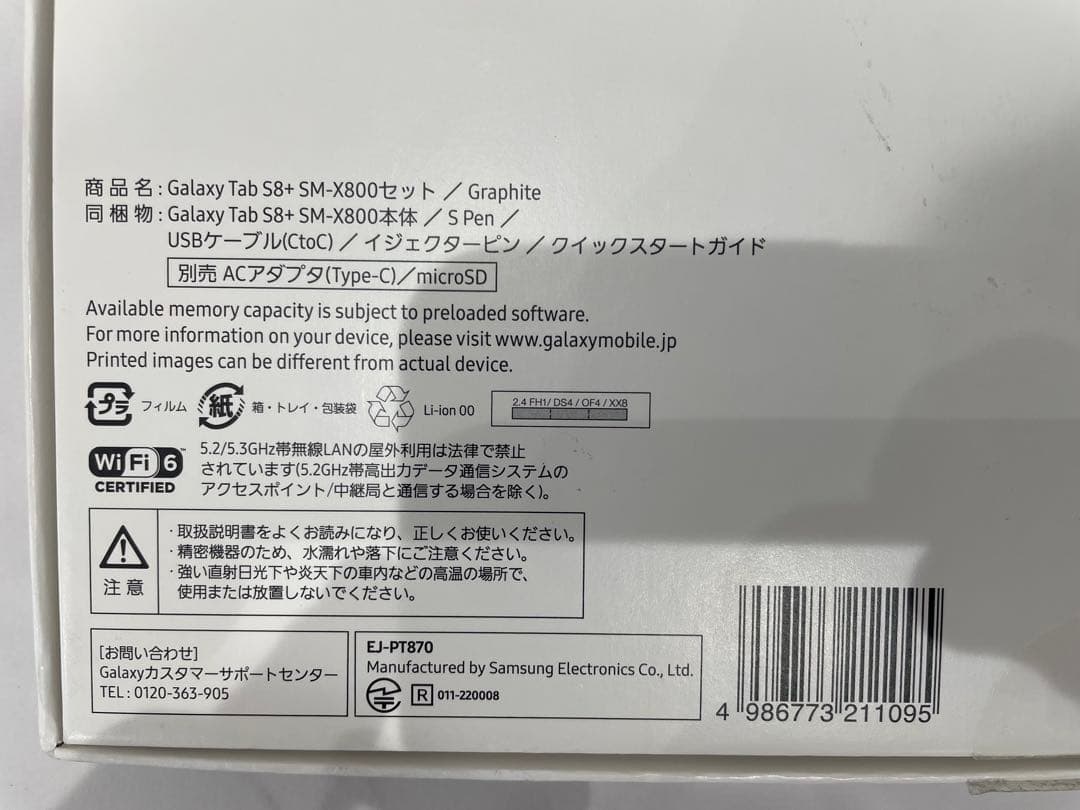 商品名：Galaxy Tab S8+ SM-X800セット ／ Graphite
同梱物：Galaxy Tab S8+ SM-X800本体 ／ S Pen ／
USBケーブル(CtoC) ／ イジェクターピン ／ クイックスタートガイド
別売 ACアダプタ(Type-C)／microSD
Available memory capacity is subject to preloaded software.
For more information on your device, please visit www.galaxymobile.jp
Printed images can be different from actual device.
プラ フィルム 紙 箱・トレイ・包装袋 Li-ion 00 2.4 FH1/ DS4 / OF4 / XX8
Wi Fi 6™
CERTIFIED
5.2/5.3GHz帯無線LANの屋外利用は法律で禁止
されています(5.2GHz帯高出力データ通信システムの
アクセスポイント/中継局と通信する場合を除く)。
注意
・取扱説明書をよくお読みになり、正しくお使いください。
・精密機器のため、水濡れや落下にご注意ください。
・強い直射日光下や炎天下の車内などの高温の場所で、
使用または放置しないでください。
[お問い合わせ]
Galaxyカスタマーサポートセンター
TEL : 0120-363-905
EJ-PT870
Manufactured by Samsung Electronics Co., Ltd.
R 011-220008
4 986773 211095